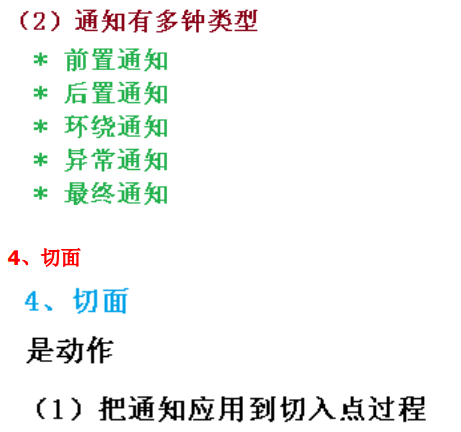 （2）通知有多钟类型
* 前置通知
* 后置通知
* 环绕通知
* 异常通知
* 最终通知
4、切面
4、切面
是动作
（1）把通知应用到切入点过程